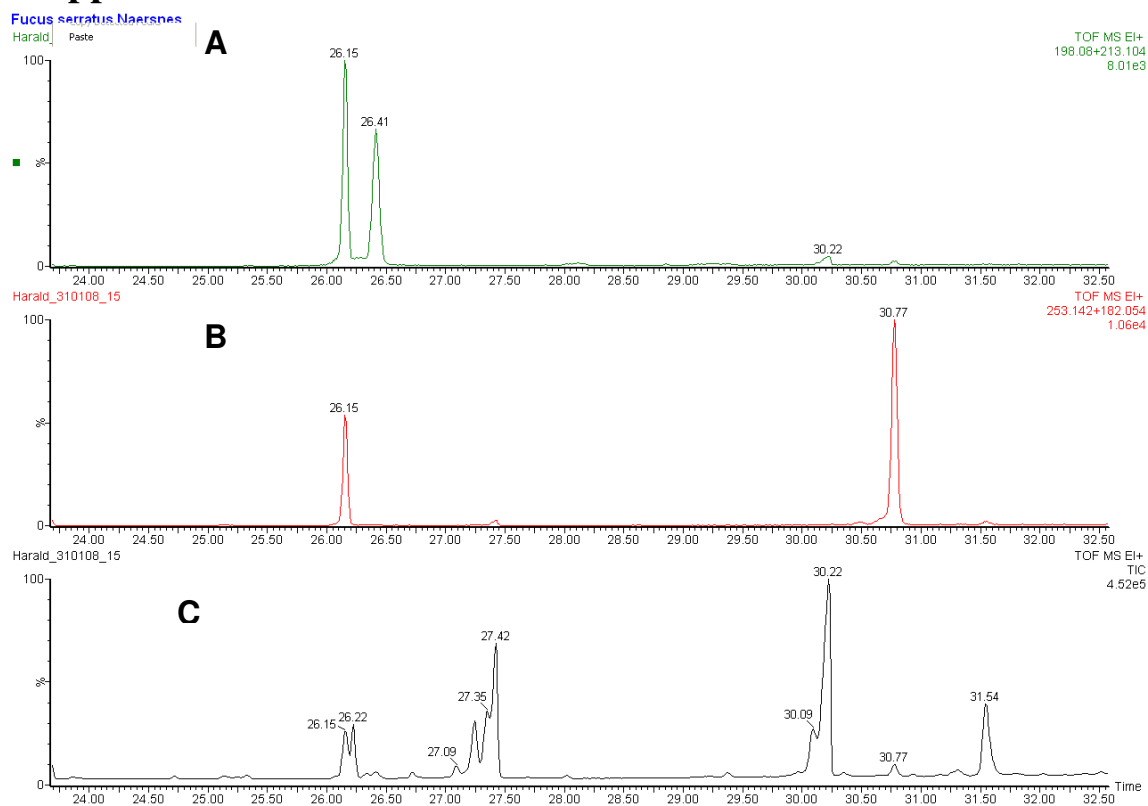 Fucus serratus Naersnes
Harald_
Paste
A
TOF MS EI+
198.08+213.104
8.01e3
100
%
0
26.15
26.41
30.22
24.00 24.50 25.00 25.50 26.00 26.50 27.00 27.50 28.00 28.50 29.00 29.50 30.00 30.50 31.00 31.50 32.00 32.50
Harald_310108_15
B
TOF MS EI+
253.142+182.054
1.06e4
100
%
0
26.15
30.77
24.00 24.50 25.00 25.50 26.00 26.50 27.00 27.50 28.00 28.50 29.00 29.50 30.00 30.50 31.00 31.50 32.00 32.50
Harald_310108_15
C
TOF MS EI+
TIC
4.52e5
100
%
0
26.15
26.22
27.09
27.35
27.42
30.09
30.22
30.77
31.54
24.00 24.50 25.00 25.50 26.00 26.50 27.00 27.50 28.00 28.50 29.00 29.50 30.00 30.50 31.00 31.50 32.00 32.50
Time